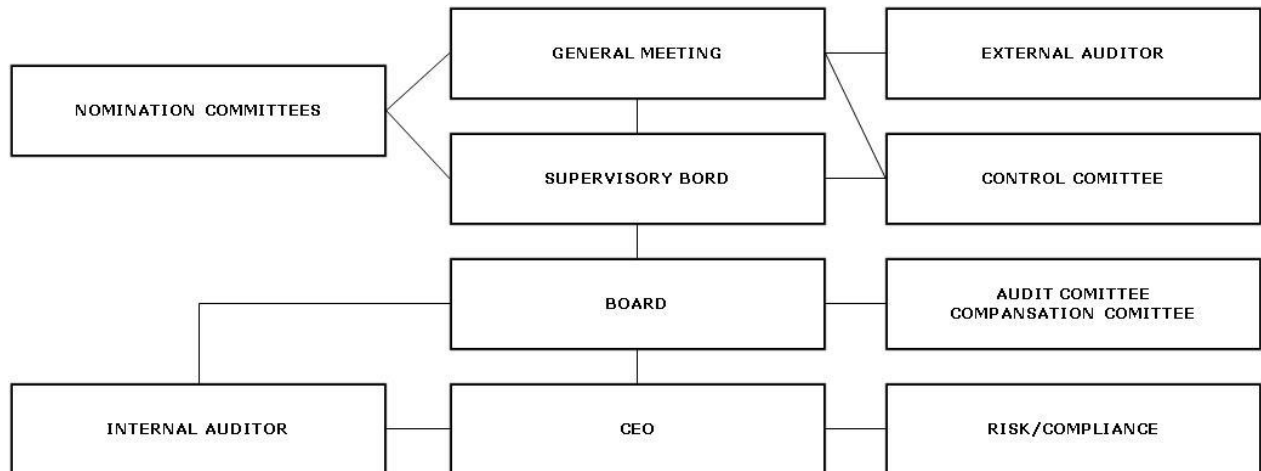 GENERAL MEETING
EXTERNAL AUDITOR
NOMINATION COMMITTEES
SUPERVISORY BORD
CONTROL COMITTEE
BOARD
AUDIT COMITTEE
COMPANSATION COMITTEE
INTERNAL AUDITOR
CEO
RISK/COMPLIANCE